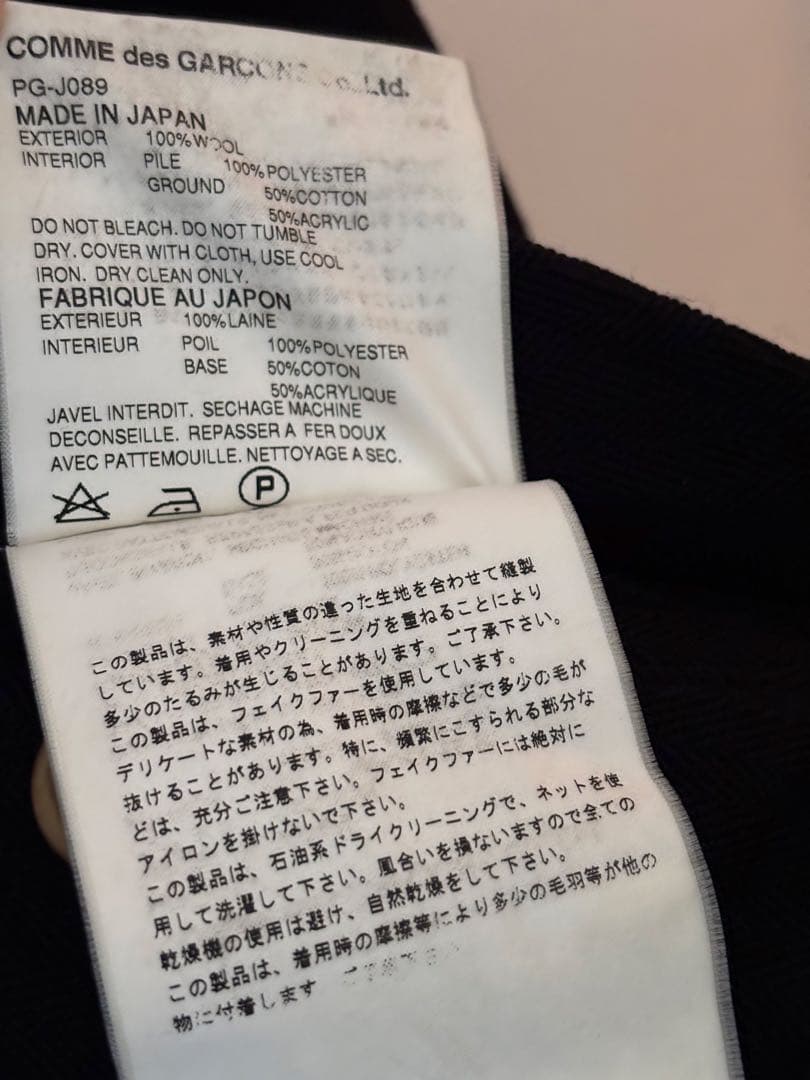 COMME des GARCONS Co., Ltd.
PG-J089
MADE IN JAPAN
EXTERIOR 100%WOOL
INTERIOR PILE 100%POLYESTER
GROUND 50%COTTON
50%ACRYLIC
DO NOT BLEACH. DO NOT TUMBLE
DRY. COVER WITH CLOTH, USE COOL
IRON. DRY CLEAN ONLY.
FABRIQUE AU JAPON
EXTERIEUR 100%LAINE
INTERIEUR POIL 100%POLYESTER
BASE 50%COTON
50%ACRYLIQUE
JAVEL INTERDIT. SECHAGE MACHINE
DECONSEILLE. REPASSER A FER DOUX
AVEC PATTEMOUILLE. NETTOYAGE A SEC.
P
この製品は、素材や性質の違った生地を合わせて縫製
しています。着用やクリーニングを重ねることにより
多少のたるみが生じることがあります。ご了承下さい。
この製品は、フェイクファーを使用しています。
デリケートな素材の為、着用時の摩擦などで多少の毛が
抜けることがあります。特に、頻繁にこすられる部分な
どは、充分ご注意下さい。フェイクファーには絶対に
アイロンを掛けないで下さい。
この製品は、石油系ドライクリーニングで、ネットを使
用して洗濯して下さい。風合いを損ないますので全ての
乾燥機の使用は避け、自然乾燥をして下さい。
この製品は、着用時の摩擦等により多少の毛羽等が他の
物に付着します